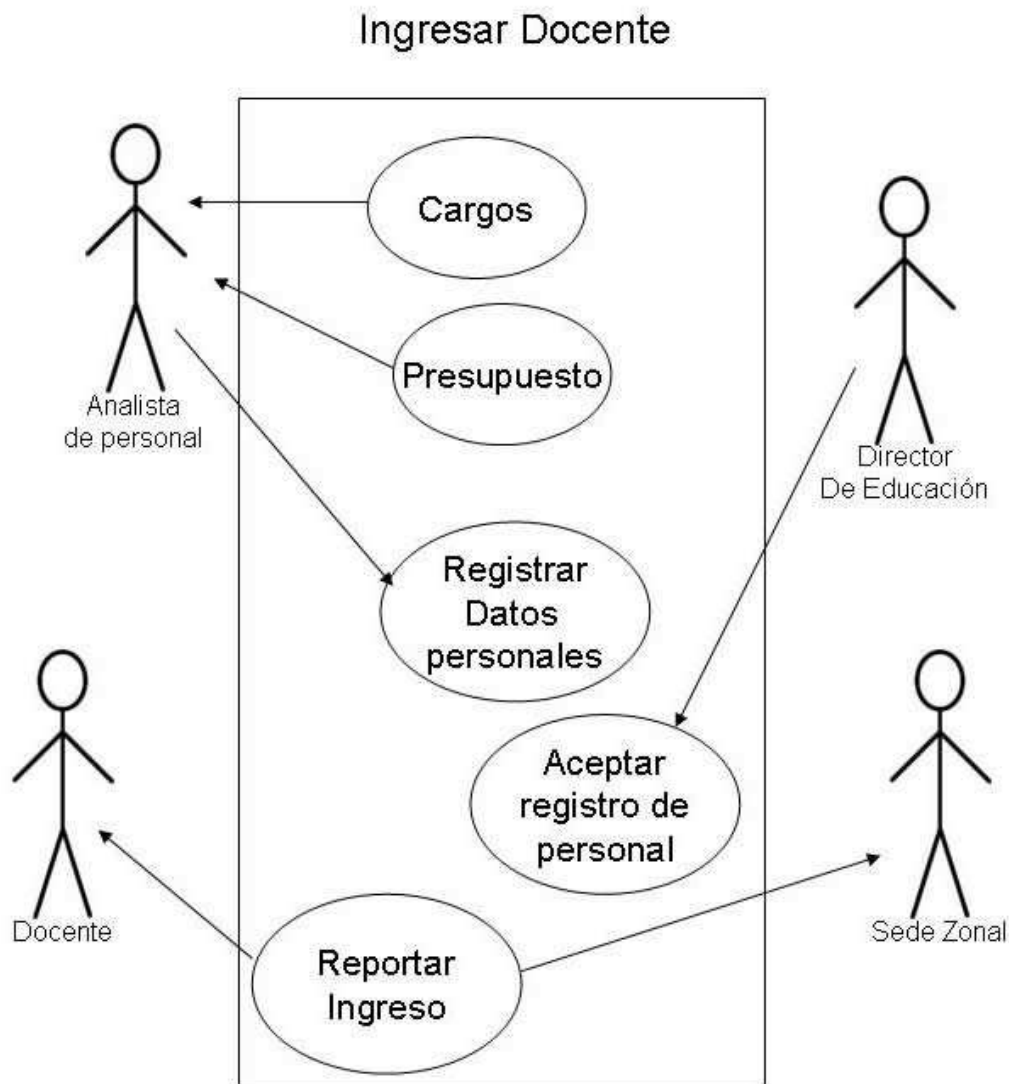 Ingresar Docente
Cargos
Presupuesto
Analista
de personal
Director
De Educación
Registrar
Datos
personales
Aceptar
registro de
personal
Docente
Sede Zonal
Reportar
Ingreso